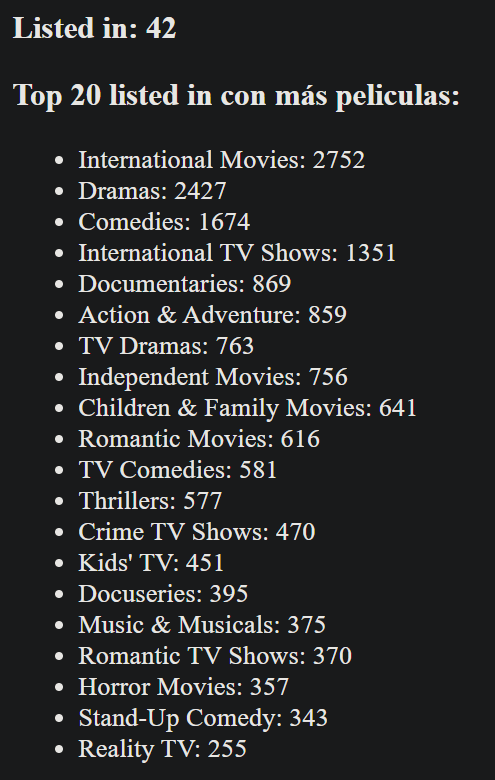 Listed in: 42
Top 20 listed in con más peliculas:
• International Movies: 2752
• Dramas: 2427
• Comedies: 1674
• International TV Shows: 1351
• Documentaries: 869
• Action & Adventure: 859
• TV Dramas: 763
• Independent Movies: 756
• Children & Family Movies: 641
• Romantic Movies: 616
• TV Comedies: 581
• Thrillers: 577
• Crime TV Shows: 470
• Kids' TV: 451
• Docuseries: 395
• Music & Musicals: 375
• Romantic TV Shows: 370
• Horror Movies: 357
• Stand-Up Comedy: 343
• Reality TV: 255